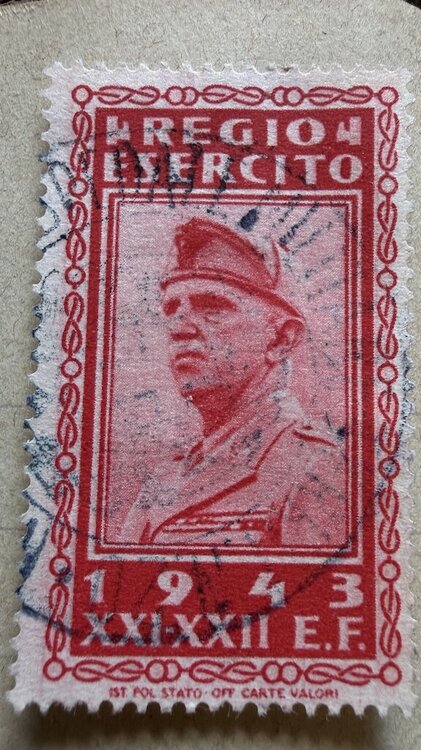 REGIO
ESERCITO
1943
XXI-XXII E.F.
IST. POL. STATO - OFF. CARTE VALORI